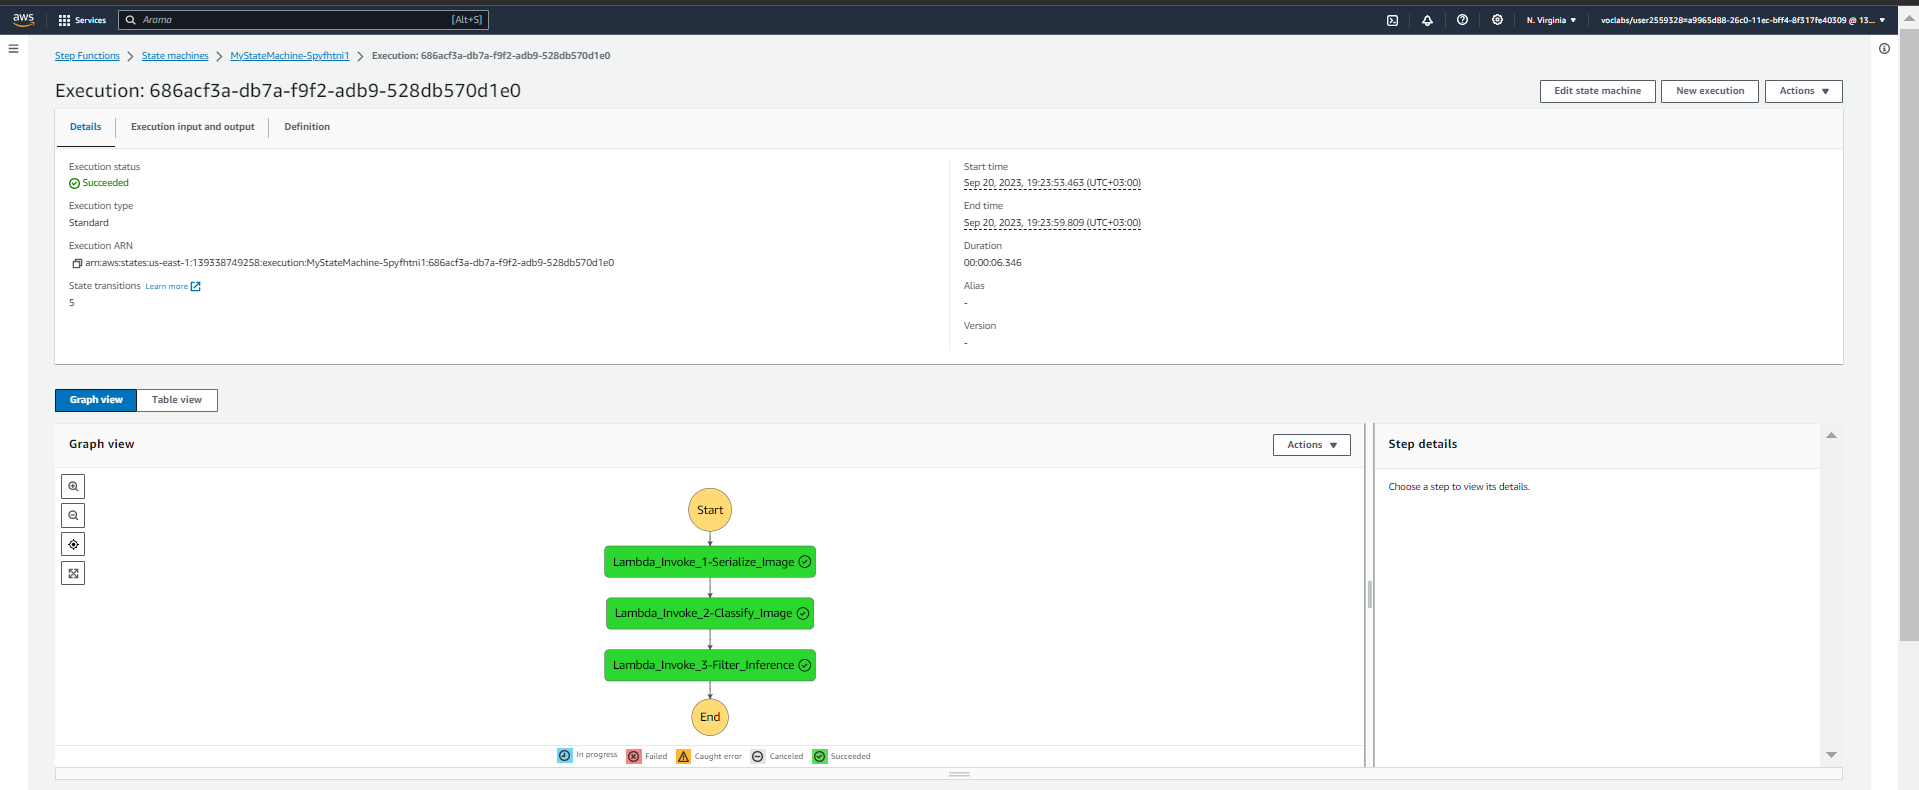 aws Services Arama [Alt+S] N. Virginia voclabs/user2559328=a9965d88-26c0-11ec-bff4-8f317fe40309 @ 13...
Step Functions State machines MyStateMachine-5pyfhtni1 Execution: 686acf3a-db7a-f9f2-adb9-528db570d1e0
Execution: 686acf3a-db7a-f9f2-adb9-528db570d1e0
Edit state machine New execution Actions
Details Execution input and output Definition
Execution status
Succeeded
Execution type
Standard
Execution ARN
arn:aws:states:us-east-1:139338749258:execution:MyStateMachine-5pyfhtni1:686acf3a-db7a-f9f2-adb9-528db570d1e0
State transitions Learn more
5
Start time
Sep 20, 2023, 19:23:53.463 (UTC+03:00)
End time
Sep 20, 2023, 19:23:59.809 (UTC+03:00)
Duration
00:00:06.346
Alias
-
Version
-
Graph view Table view
Graph view Actions
Start
Lambda_Invoke_1-Serialize_Image
Lambda_Invoke_2-Classify_Image
Lambda_Invoke_3-Filter_Inference
End
In progress Failed Caught error Canceled Succeeded
Step details
Choose a step to view its details.